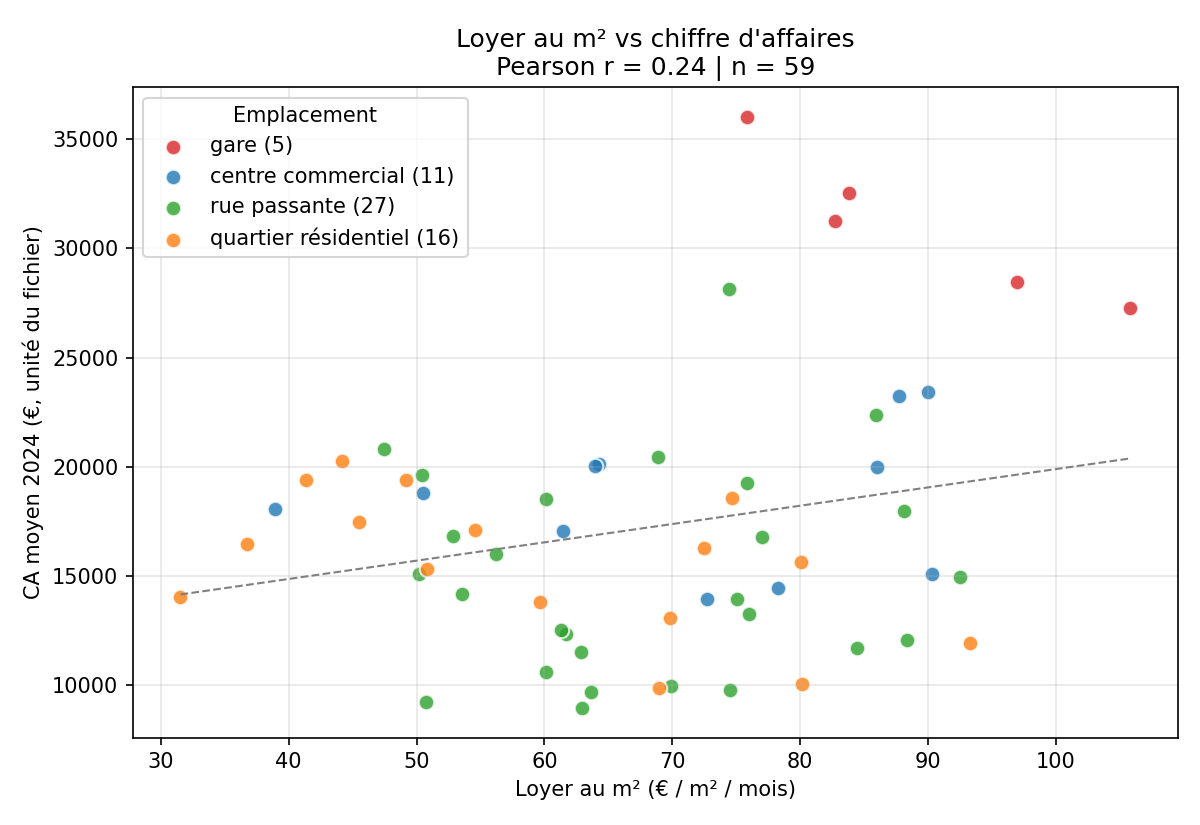 Loyer au m² vs chiffre d'affaires
Pearson r = 0.24 | n = 59
Emplacement
gare (5)
centre commercial (11)
rue passante (27)
quartier résidentiel (16)
CA moyen 2024 (€, unité du fichier)
35000
30000
25000
20000
15000
10000
30 40 50 60 70 80 90 100
Loyer au m² (€ / m² / mois)